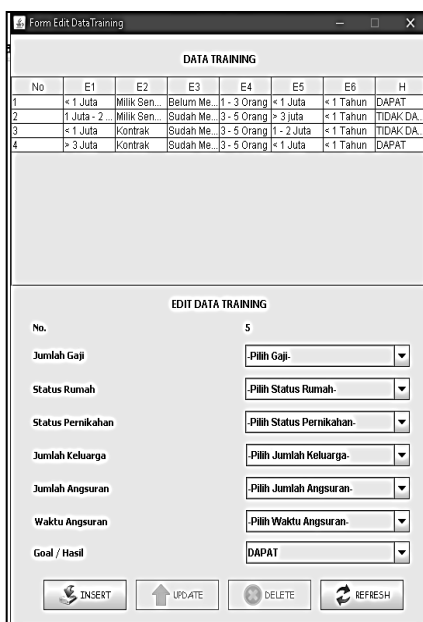 Form Edit DataTraining
DATA TRAINING
No E1 E2 E3 E4 E5 E6 H
1 < 1 Juta Milik Sen... Belum Me... 1 - 3 Orang < 1 Juta < 1 Tahun DAPAT
2 1 Juta - 2 ... Milik Sen... Sudah Me... 3 - 5 Orang > 3 juta < 1 Tahun TIDAK DA...
3 < 1 Juta Kontrak Sudah Me... 3 - 5 Orang 1 - 2 Juta < 1 Tahun TIDAK DA...
4 > 3 Juta Kontrak Sudah Me... 3 - 5 Orang < 1 Juta < 1 Tahun DAPAT
EDIT DATA TRAINING
No. 5
Jumlah Gaji -Pilih Gaji-
Status Rumah -Pilih Status Rumah-
Status Pernikahan -Pilih Status Pernikahan-
Jumlah Keluarga -Pilih Jumlah Keluarga-
Jumlah Angsuran -Pilih Jumlah Angsuran-
Waktu Angsuran -Pilih Waktu Angsuran-
Goal / Hasil DAPAT
INSERT UPDATE DELETE REFRESH